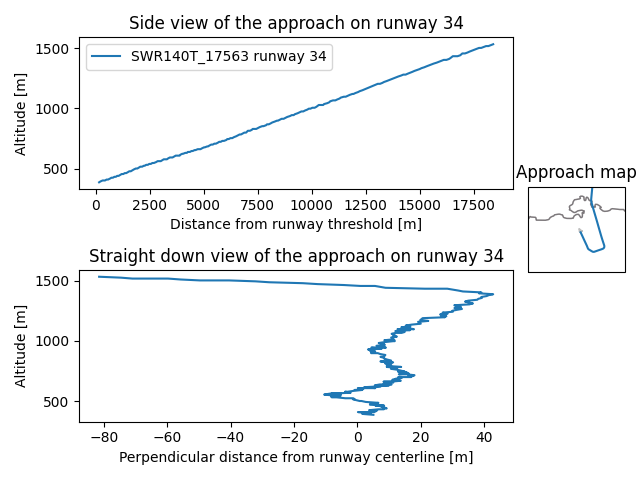 Side view of the approach on runway 34
SWR140T_17563 runway 34
Altitude [m]
1500
1000
500
0 2500 5000 7500 10000 12500 15000 17500
Distance from runway threshold [m]
Approach map
Straight down view of the approach on runway 34
Altitude [m]
1500
1000
500
−80 −60 −40 −20 0 20 40
Perpendicular distance from runway centerline [m]